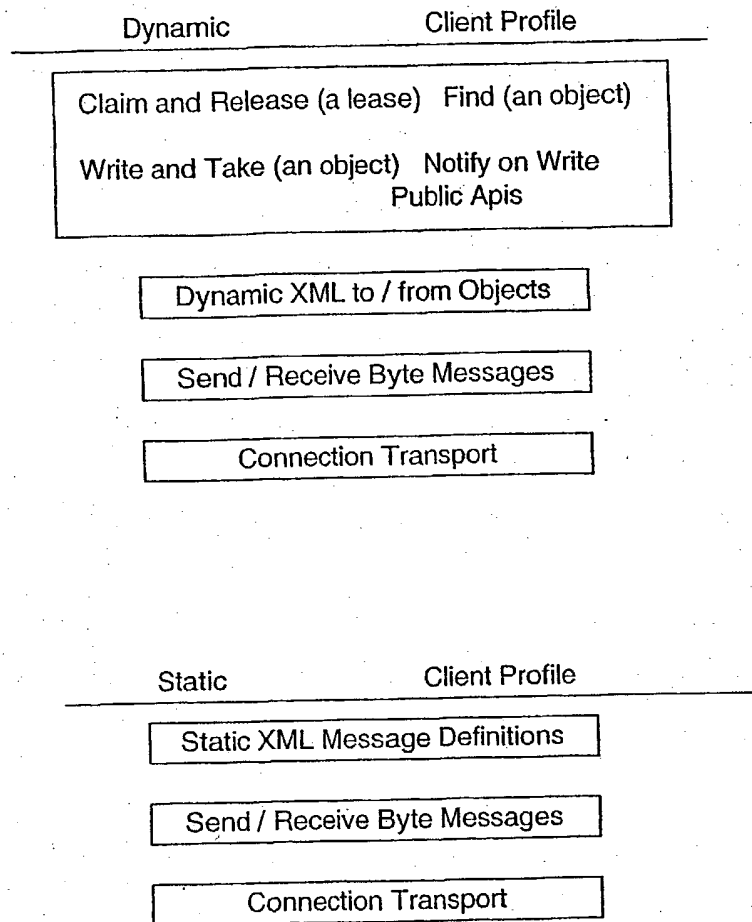 Dynamic Client Profile
Claim and Release (a lease) Find (an object)
Write and Take (an object) Notify on Write
Public Apis
Dynamic XML to / from Objects
Send / Receive Byte Messages
Connection Transport
Static Client Profile
Static XML Message Definitions
Send / Receive Byte Messages
Connection Transport